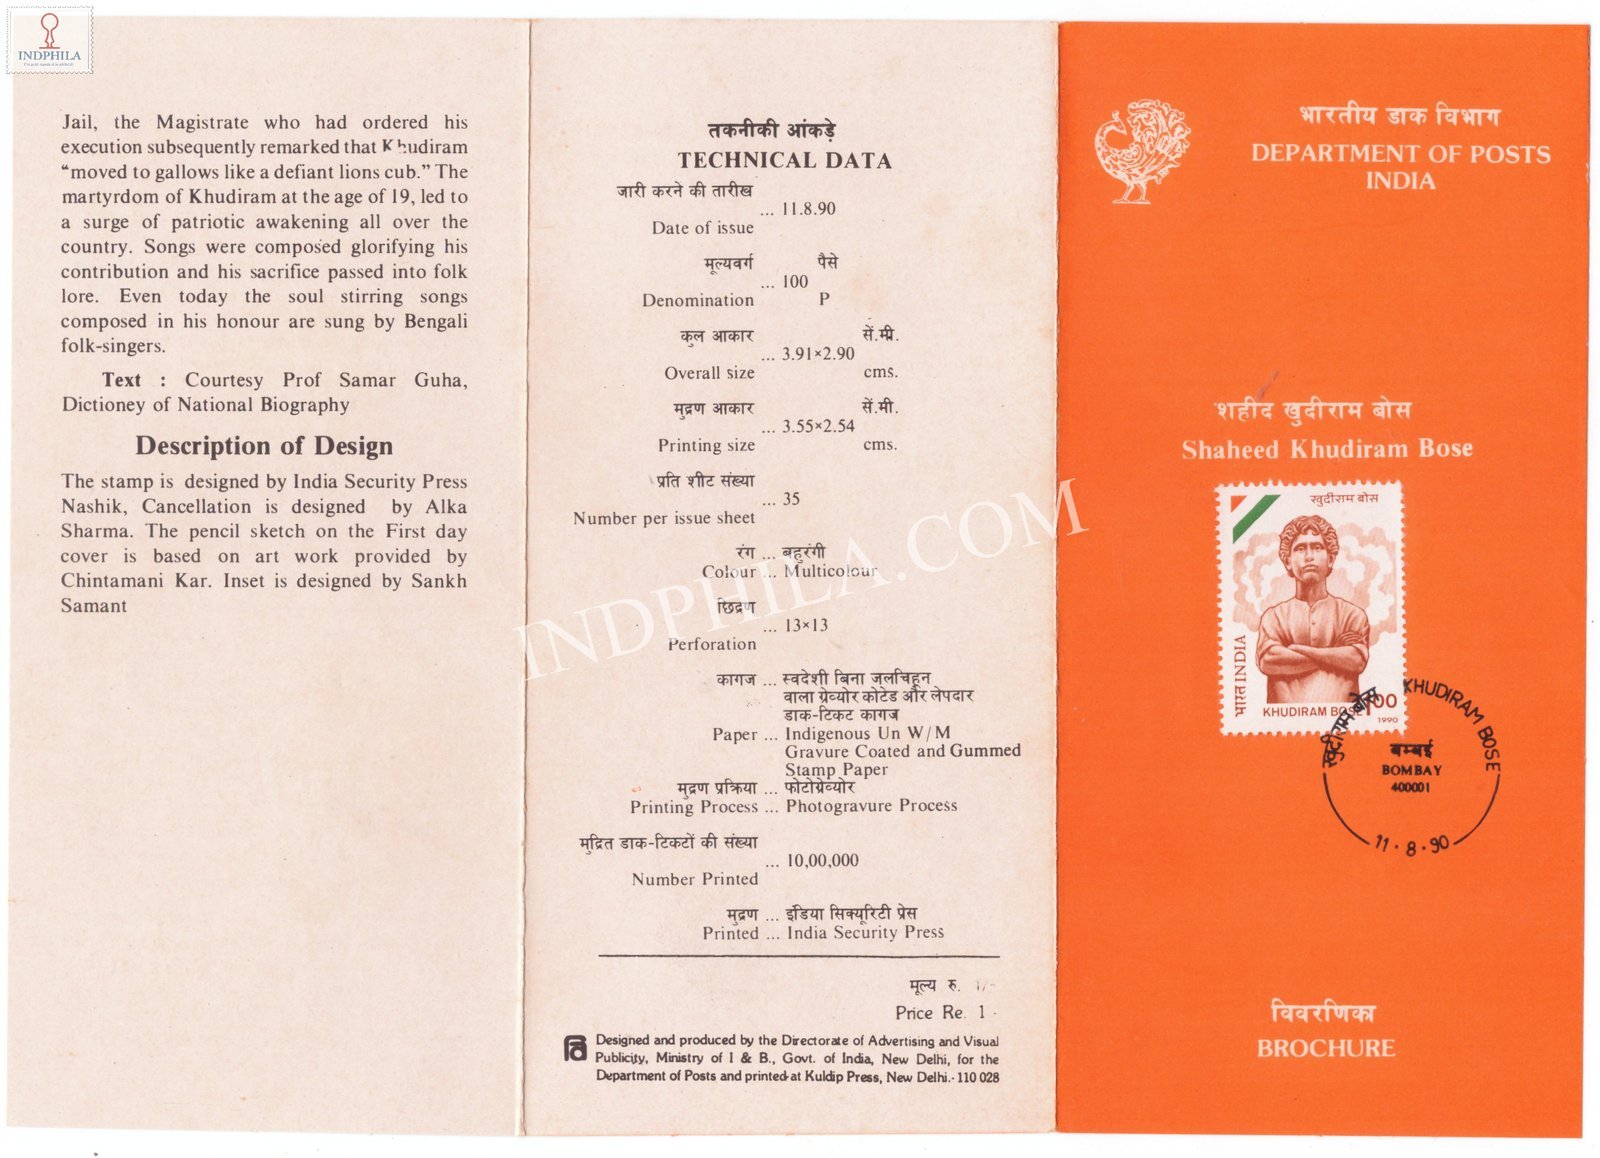 INDPHILA
Jail, the Magistrate who had ordered his
execution subsequently remarked that Khudiram
“moved to gallows like a defiant lions cub.” The
martyrdom of Khudiram at the age of 19, led to
a surge of patriotic awakening all over the
country. Songs were composed glorifying his
contribution and his sacrifice passed into folk
lore. Even today the soul stirring songs
composed in his honour are sung by Bengali
folk-singers.
Text : Courtesy Prof Samar Guha,
Dictioney of National Biography
Description of Design
The stamp is designed by India Security Press
Nashik, Cancellation is designed by Alka
Sharma. The pencil sketch on the First day
cover is based on art work provided by
Chintamani Kar. Inset is designed by Sankh
Samant
तकनीकी आंकड़े
TECHNICAL DATA
जारी करने की तारीख
... 11.8.90
Date of issue
मूल्यवर्ग पैसे
... 100
Denomination P
कुल आकार सें.मी.
... 3.91×2.90
Overall size cms.
मुद्रण आकार सें.मी.
... 3.55×2.54
Printing size cms.
प्रति शीट संख्या
... 35
Number per issue sheet
रंग ... बहुरंगी
Colour ... Multicolour
छिद्रण
... 13×13
Perforation
कागज ... स्वदेशी बिना जलचिहन
वाला ग्रेव्योर कोटेड और लेपदार
डाक-टिकट कागज
Paper ... Indigenous Un W/M
Gravure Coated and Gummed
Stamp Paper
मुद्रण प्रक्रिया ... फोटोग्रेव्योर
Printing Process ... Photogravure Process
मुद्रित डाक-टिकटों की संख्या
... 10,00,000
Number Printed
मुद्रण ... इंडिया सिक्यूरिटी प्रेस
Printed ... India Security Press
मूल्य रु. 1/-
Price Re. 1 -
Designed and produced by the Directorate of Advertising and Visual
Publicity, Ministry of I & B., Govt. of India, New Delhi, for the
Department of Posts and printed at Kuldip Press, New Delhi.- 110 028
INDPHILA.COM
भारतीय डाक विभाग
DEPARTMENT OF POSTS
INDIA
शहीद खुदीराम बोस
Shaheed Khudiram Bose
खुदीराम बोस
भारत INDIA
KHUDIRAM BOSE 100
1990
खुदीराम बोस KHUDIRAM BOSE
बम्बई
BOMBAY
400001
11.8.90
विवरणिका
BROCHURE